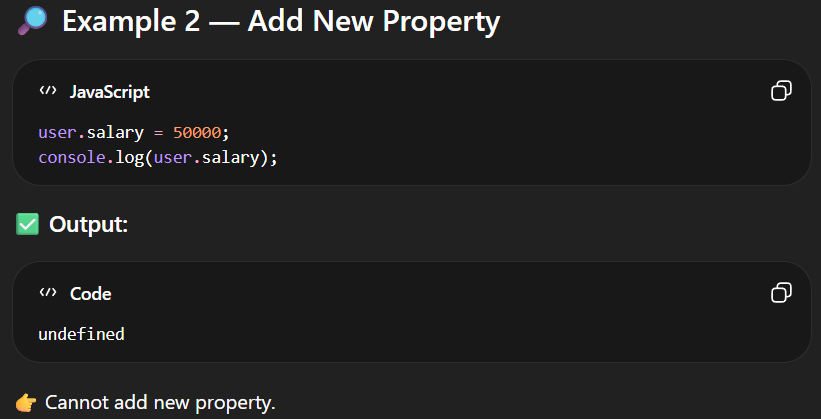 🔎 Example 2 — Add New Property
</> JavaScript
user.salary = 50000;
console.log(user.salary);
✅ Output:
</> Code
undefined
👉 Cannot add new property.